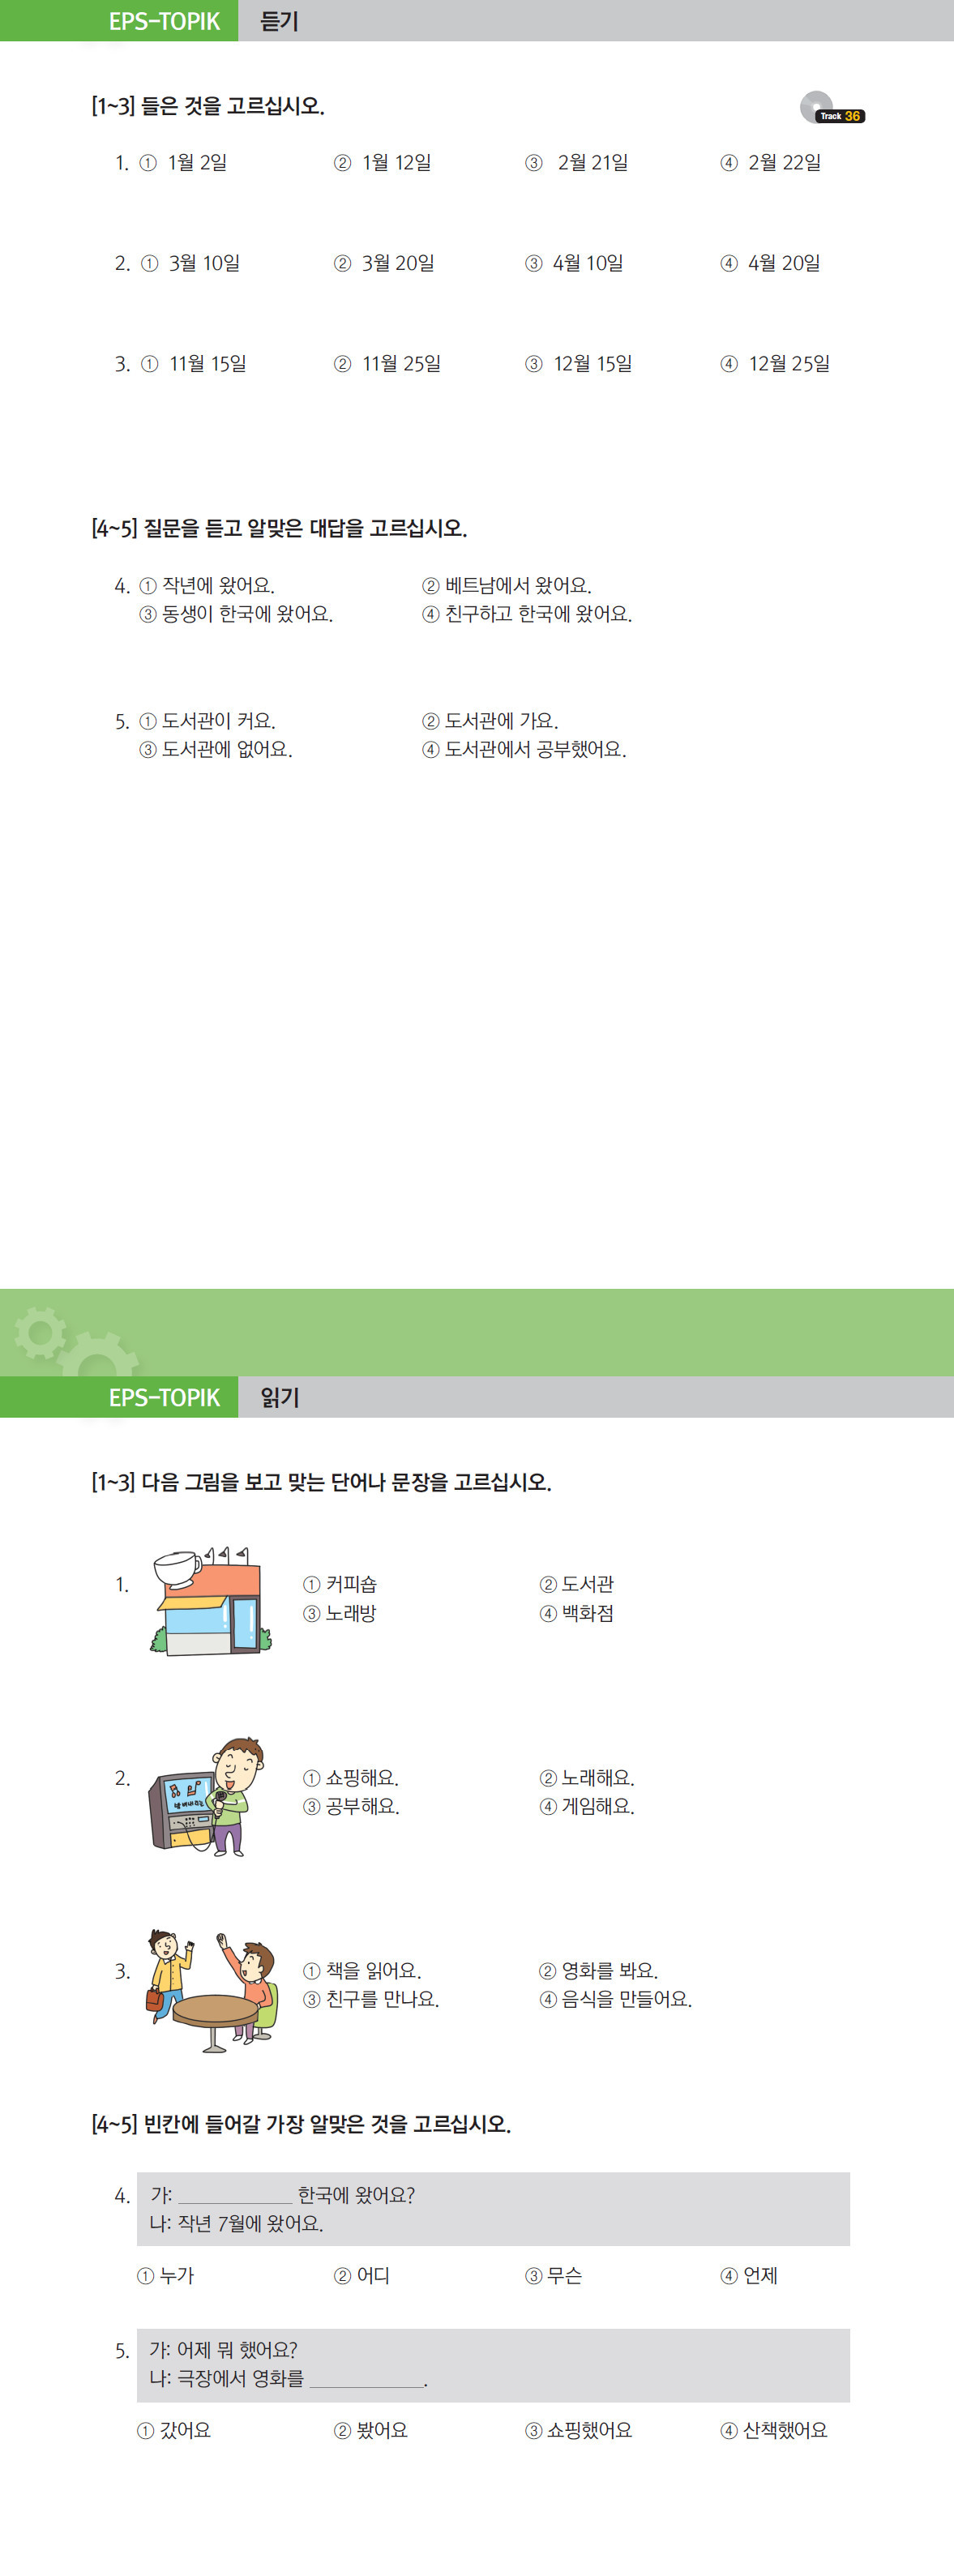 EPS-TOPIK 듣기
[1~3] 들은 것을 고르십시오.
Track 36
1. ① 1월 2일 ② 1월 12일 ③ 2월 21일 ④ 2월 22일
2. ① 3월 10일 ② 3월 20일 ③ 4월 10일 ④ 4월 20일
3. ① 11월 15일 ② 11월 25일 ③ 12월 15일 ④ 12월 25일
[4~5] 질문을 듣고 알맞은 대답을 고르십시오.
4. ① 작년에 왔어요. ② 베트남에서 왔어요.
③ 동생이 한국에 왔어요. ④ 친구하고 한국에 왔어요.
5. ① 도서관이 커요. ② 도서관에 가요.
③ 도서관에 없어요. ④ 도서관에서 공부했어요.
EPS-TOPIK 읽기
[1~3] 다음 그림을 보고 맞는 단어나 문장을 고르십시오.
1. ① 커피숍 ② 도서관
③ 노래방 ④ 백화점
2. ① 쇼핑해요. ② 노래해요.
③ 공부해요. ④ 게임해요.
3. ① 책을 읽어요. ② 영화를 봐요.
③ 친구를 만나요. ④ 음식을 만들어요.
[4~5] 빈칸에 들어갈 가장 알맞은 것을 고르십시오.
4. 가: ____________ 한국에 왔어요?
나: 작년 7월에 왔어요.
① 누가 ② 어디 ③ 무슨 ④ 언제
5. 가: 어제 뭐 했어요?
나: 극장에서 영화를 ____________.
① 갔어요 ② 봤어요 ③ 쇼핑했어요 ④ 산책했어요